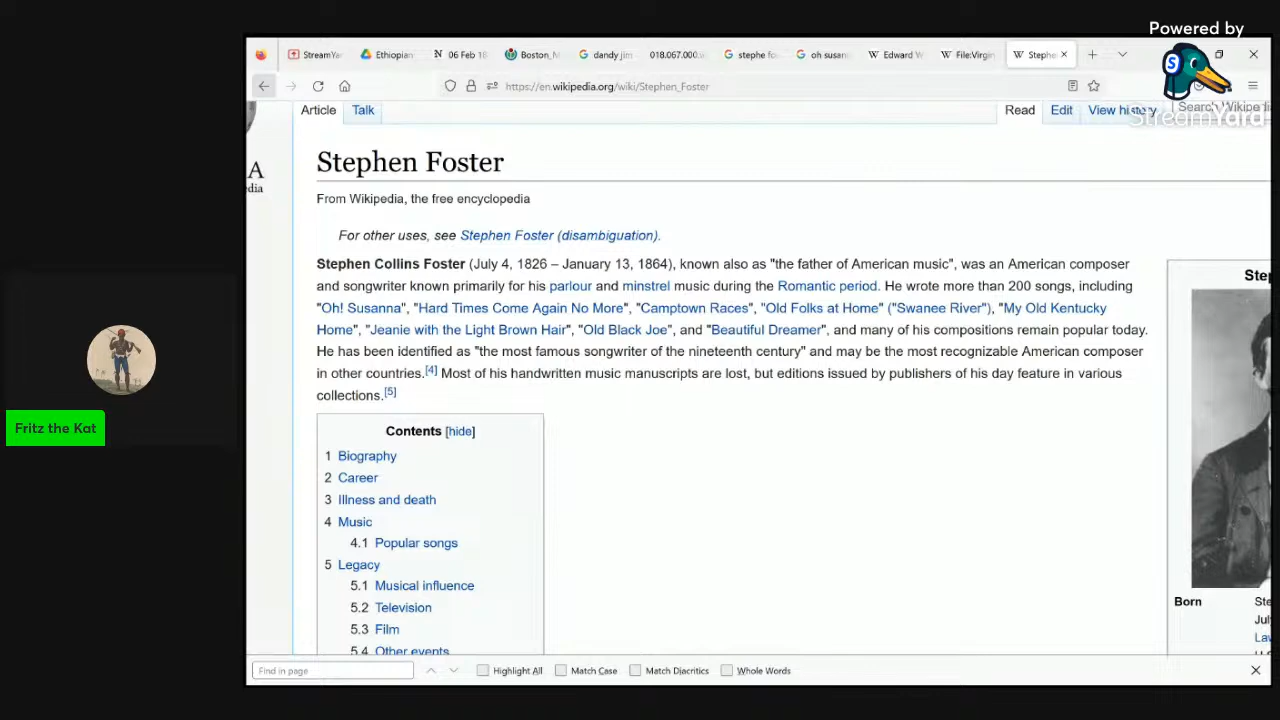 Powered by
StreamYar
Ethiopian
06 Feb 18
Boston_M
dandy jim
018.067.000.
stephe fo
oh susan
Edward W
File:Virgin
Stephe
https://en.wikipedia.org/wiki/Stephen_Foster
StreamYard
Article
Talk
Read
Edit
View history
Search Wikipedi
A
dia
Stephen Foster
From Wikipedia, the free encyclopedia
For other uses, see Stephen Foster (disambiguation).
Stephen Collins Foster (July 4, 1826 – January 13, 1864), known also as "the father of American music", was an American composer
and songwriter known primarily for his parlour and minstrel music during the Romantic period. He wrote more than 200 songs, including
"Oh! Susanna", "Hard Times Come Again No More", "Camptown Races", "Old Folks at Home" ("Swanee River"), "My Old Kentucky
Home", "Jeanie with the Light Brown Hair", "Old Black Joe", and "Beautiful Dreamer", and many of his compositions remain popular today.
He has been identified as "the most famous songwriter of the nineteenth century" and may be the most recognizable American composer
in other countries.[4] Most of his handwritten music manuscripts are lost, but editions issued by publishers of his day feature in various
collections.[5]
Contents [hide]
1 Biography
2 Career
3 Illness and death
4 Music
4.1 Popular songs
5 Legacy
5.1 Musical influence
5.2 Television
5.3 Film
5.4 Other events
Step
Born
Ste
July
Law
Fritz the Kat
Find in page
Highlight All
Match Case
Match Diacritics
Whole Words